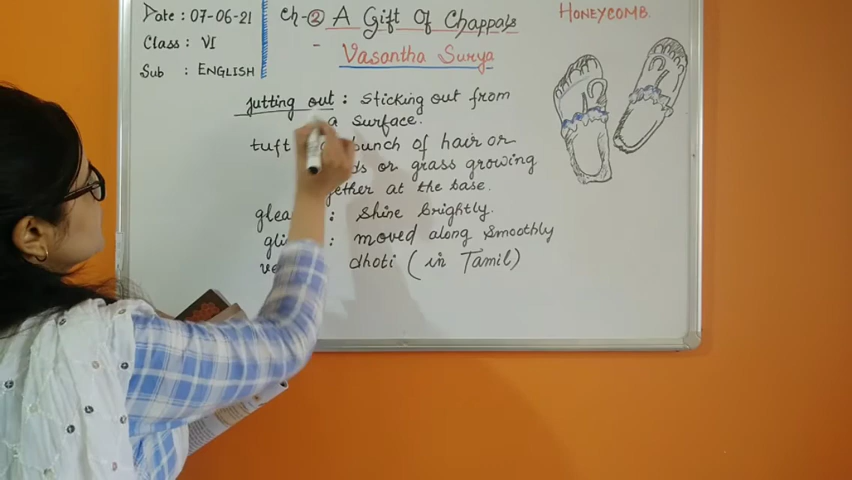 Date : 07-06-21
Class : VI
Sub : ENGLISH
Ch-② A Gift Of Chappals
- Vasantha Surya
HONEYCOMB.
jutting out : sticking out from
a surface.
tuft bunch of hair or
or grass growing
at the base.
: shine brightly.
: moved along smoothly
dhoti (in Tamil)